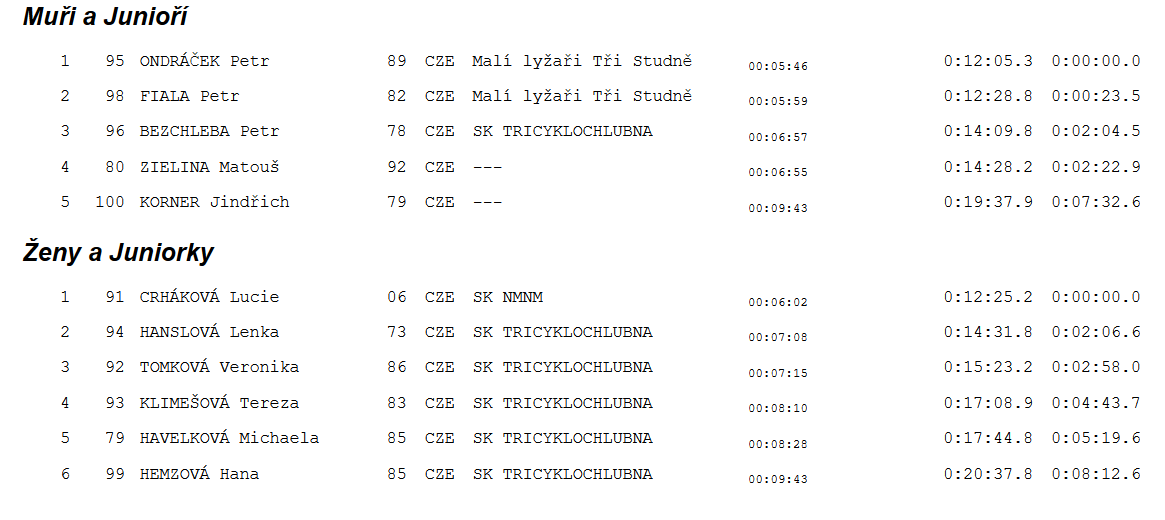 Muři a Junioří
1 95 ONDRÁČEK Petr 89 CZE Malí lyžaři Tři Studně 00:05:46 0:12:05.3 0:00:00.0
2 98 FIALA Petr 82 CZE Malí lyžaři Tři Studně 00:05:59 0:12:28.8 0:00:23.5
3 96 BEZCHLEBA Petr 78 CZE SK TRICYKLOCHLUBNA 00:06:57 0:14:09.8 0:02:04.5
4 80 ZIELINA Matouš 92 CZE --- 00:06:55 0:14:28.2 0:02:22.9
5 100 KORNER Jindřich 79 CZE --- 00:09:43 0:19:37.9 0:07:32.6
Ženy a Juniorky
1 91 CRHÁKOVÁ Lucie 06 CZE SK NMNM 00:06:02 0:12:25.2 0:00:00.0
2 94 HANSLOVÁ Lenka 73 CZE SK TRICYKLOCHLUBNA 00:07:08 0:14:31.8 0:02:06.6
3 92 TOMKOVÁ Veronika 86 CZE SK TRICYKLOCHLUBNA 00:07:15 0:15:23.2 0:02:58.0
4 93 KLIMEŠOVÁ Tereza 83 CZE SK TRICYKLOCHLUBNA 00:08:10 0:17:08.9 0:04:43.7
5 79 HAVELKOVÁ Michaela 85 CZE SK TRICYKLOCHLUBNA 00:08:28 0:17:44.8 0:05:19.6
6 99 HEMZOVÁ Hana 85 CZE SK TRICYKLOCHLUBNA 00:09:43 0:20:37.8 0:08:12.6